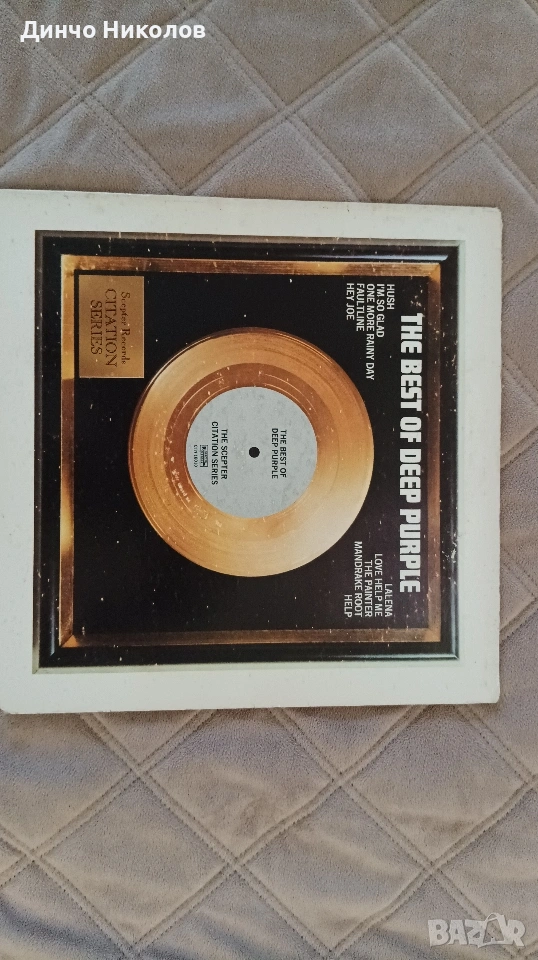 Динчо Николов
THE BEST OF DEEP PURPLE
HUSH
I'M SO GLAD
ONE MORE RAINY DAY
FAULTLINE
HEY JOE
LALENA
LOVE HELP ME
THE PAINTER
MANDRAKE ROOT
HELP
Scepter Records
CITATION
SERIES
THE BEST OF
DEEP PURPLE
THE SCEPTER
CITATION SERIES
BAZAR